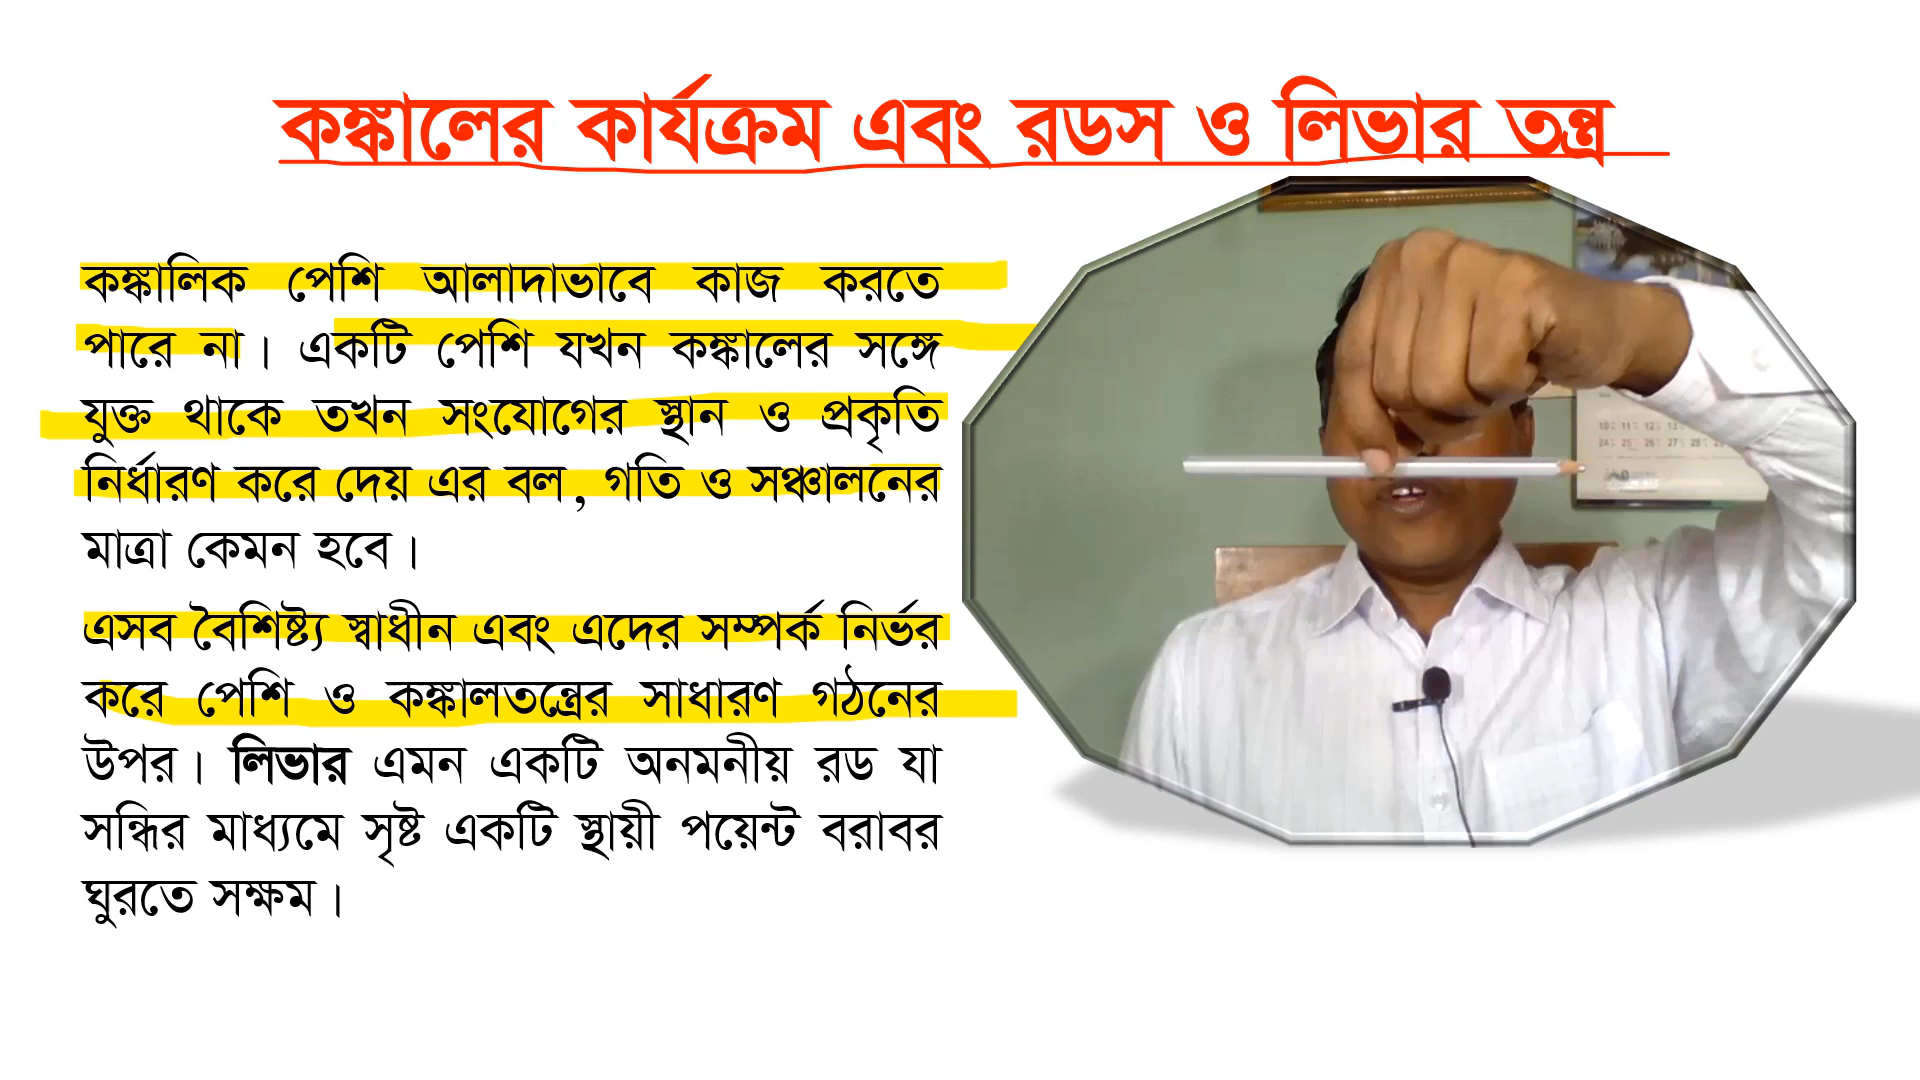 কঙ্কালের কার্যক্রম এবং রডস ও লিভার তন্ত্র
কঙ্কালিক পেশি আলাদাভাবে কাজ করতে
পারে না। একটি পেশি যখন কঙ্কালের সঙ্গে
যুক্ত থাকে তখন সংযোগের স্থান ও প্রকৃতি
নির্ধারণ করে দেয় এর বল, গতি ও সঞ্চালনের
মাত্রা কেমন হবে।
এসব বৈশিষ্ট্য স্বাধীন এবং এদের সম্পর্ক নির্ভর
করে পেশি ও কঙ্কালতন্ত্রের সাধারণ গঠনের
উপর। লিভার এমন একটি অনমনীয় রড যা
সন্ধির মাধ্যমে সৃষ্ট একটি স্থায়ী পয়েন্ট বরাবর
ঘুরতে সক্ষম।